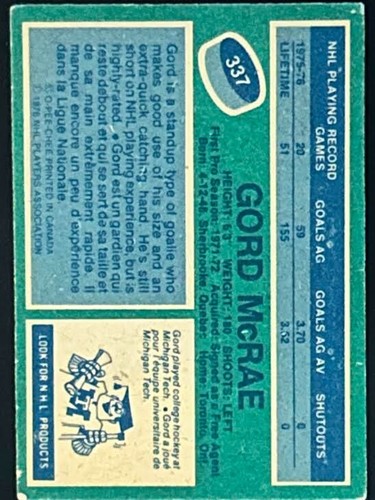 337
GORD McRAE
HEIGHT: 6'3" WEIGHT: 180 SHOOTS: LEFT
First Pro Season: 1971-72 Acquired: Signed as a Free Agent
Born: 4-12-48, Sherbrooke, Quebec Home: Toronto, Ont.
NHL PLAYING RECORD
GAMES GOALS AG GOALS AG AV SHUTOUTS
1975-76 20 59 3.70 0
LIFETIME 51 155 3.52 0
Gord is a standup type of goalie who
makes good use of his size and an
extra-quick catching hand. He's still
short on NHL playing experience, but is
highly-rated. • Gord est un gardien qui
reste debout et qui se sert de sa taille et
de sa main extrêmement rapide. Il
manque encore un peu d'expérience
dans la Ligue Nationale.
© O-PEE-CHEE PRINTED IN CANADA
© 1976 NHL PLAYERS ASSOCIATION
Gord played college hockey at
Michigan Tech. • Gord a joué
pour l'équipe universitaire de
Michigan Tech.
LOOK FOR N.H.L. PRODUCTS